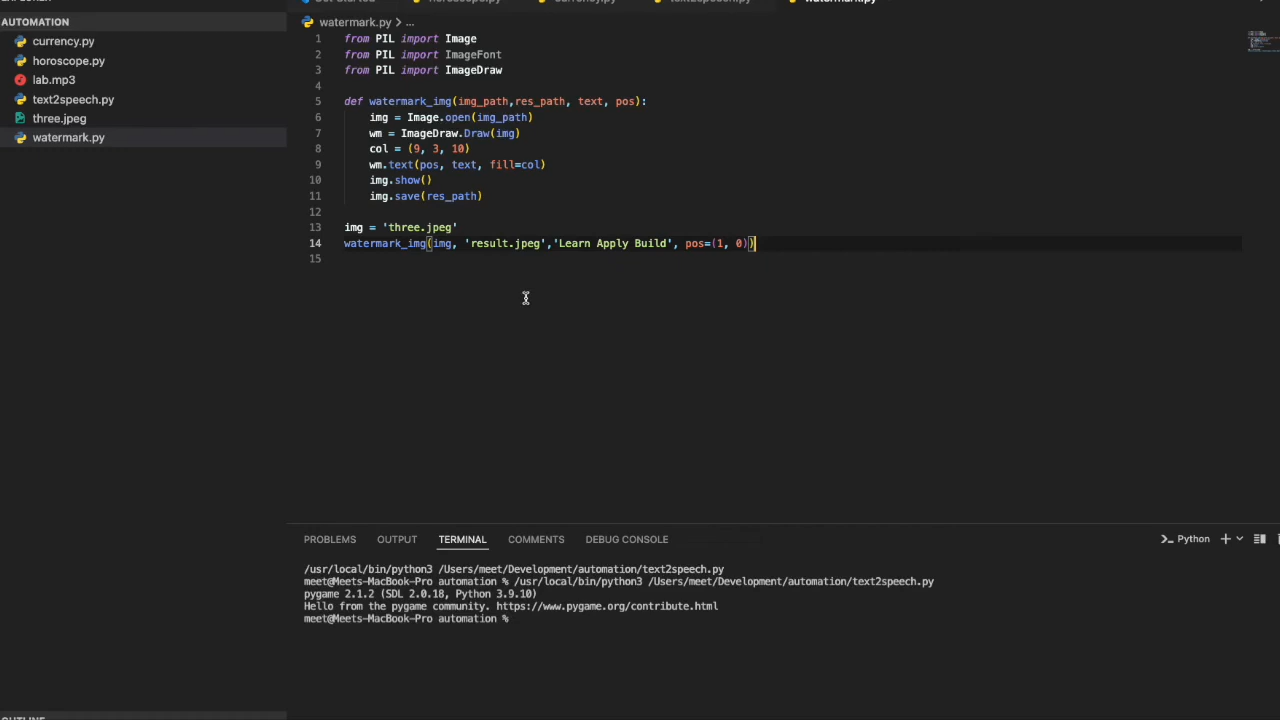 AUTOMATION
currency.py
horoscope.py
lab.mp3
text2speech.py
three.jpeg
watermark.py
watermark.py > ...
1 from PIL import Image
2 from PIL import ImageFont
3 from PIL import ImageDraw
4
5 def watermark_img(img_path,res_path, text, pos):
6 img = Image.open(img_path)
7 wm = ImageDraw.Draw(img)
8 col = (9, 3, 10)
9 wm.text(pos, text, fill=col)
10 img.show()
11 img.save(res_path)
12
13 img = 'three.jpeg'
14 watermark_img(img, 'result.jpeg','Learn Apply Build', pos=(1, 0))
15
PROBLEMS OUTPUT TERMINAL COMMENTS DEBUG CONSOLE Python
/usr/local/bin/python3 /Users/meet/Development/automation/text2speech.py
meet@Meets-MacBook-Pro automation % /usr/local/bin/python3 /Users/meet/Development/automation/text2speech.py
pygame 2.1.2 (SDL 2.0.18, Python 3.9.10)
Hello from the pygame community. https://www.pygame.org/contribute.html
meet@Meets-MacBook-Pro automation %